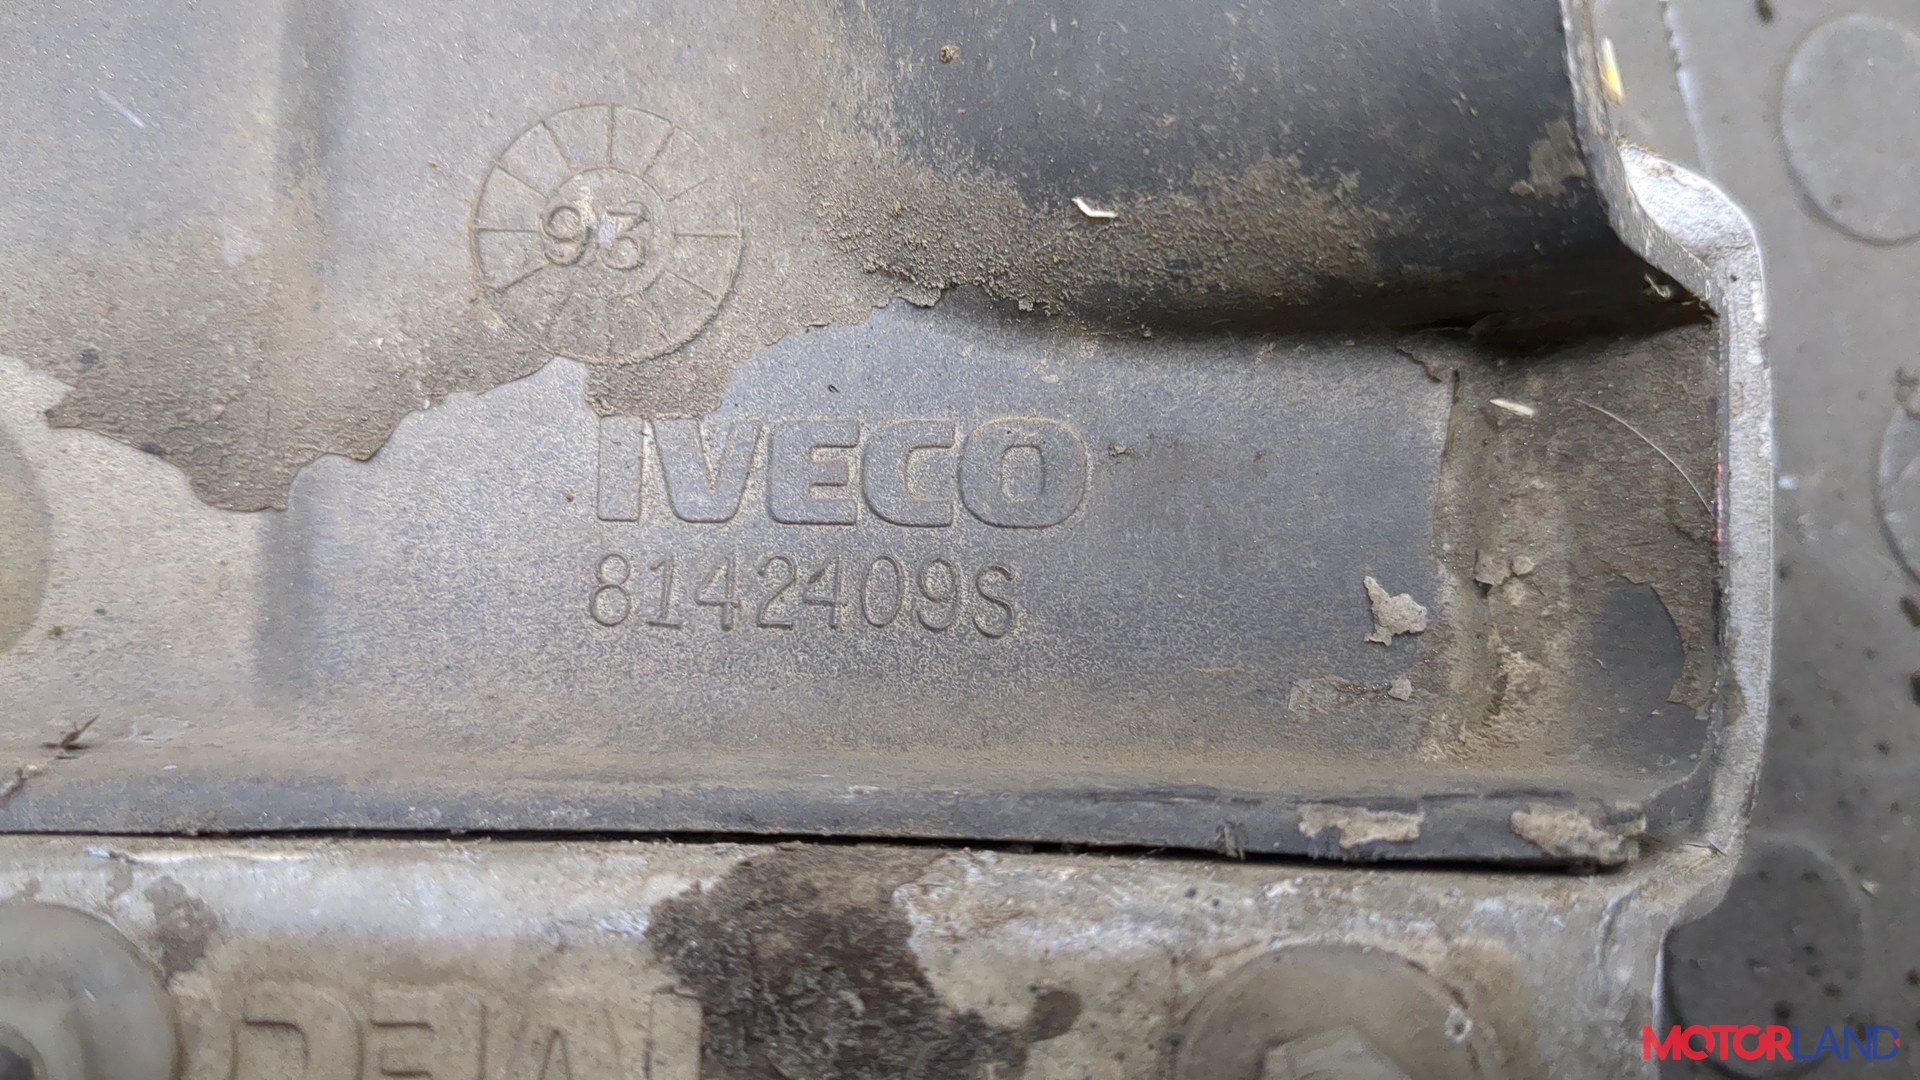 93
IVECO
8142409S
MOTORLAND